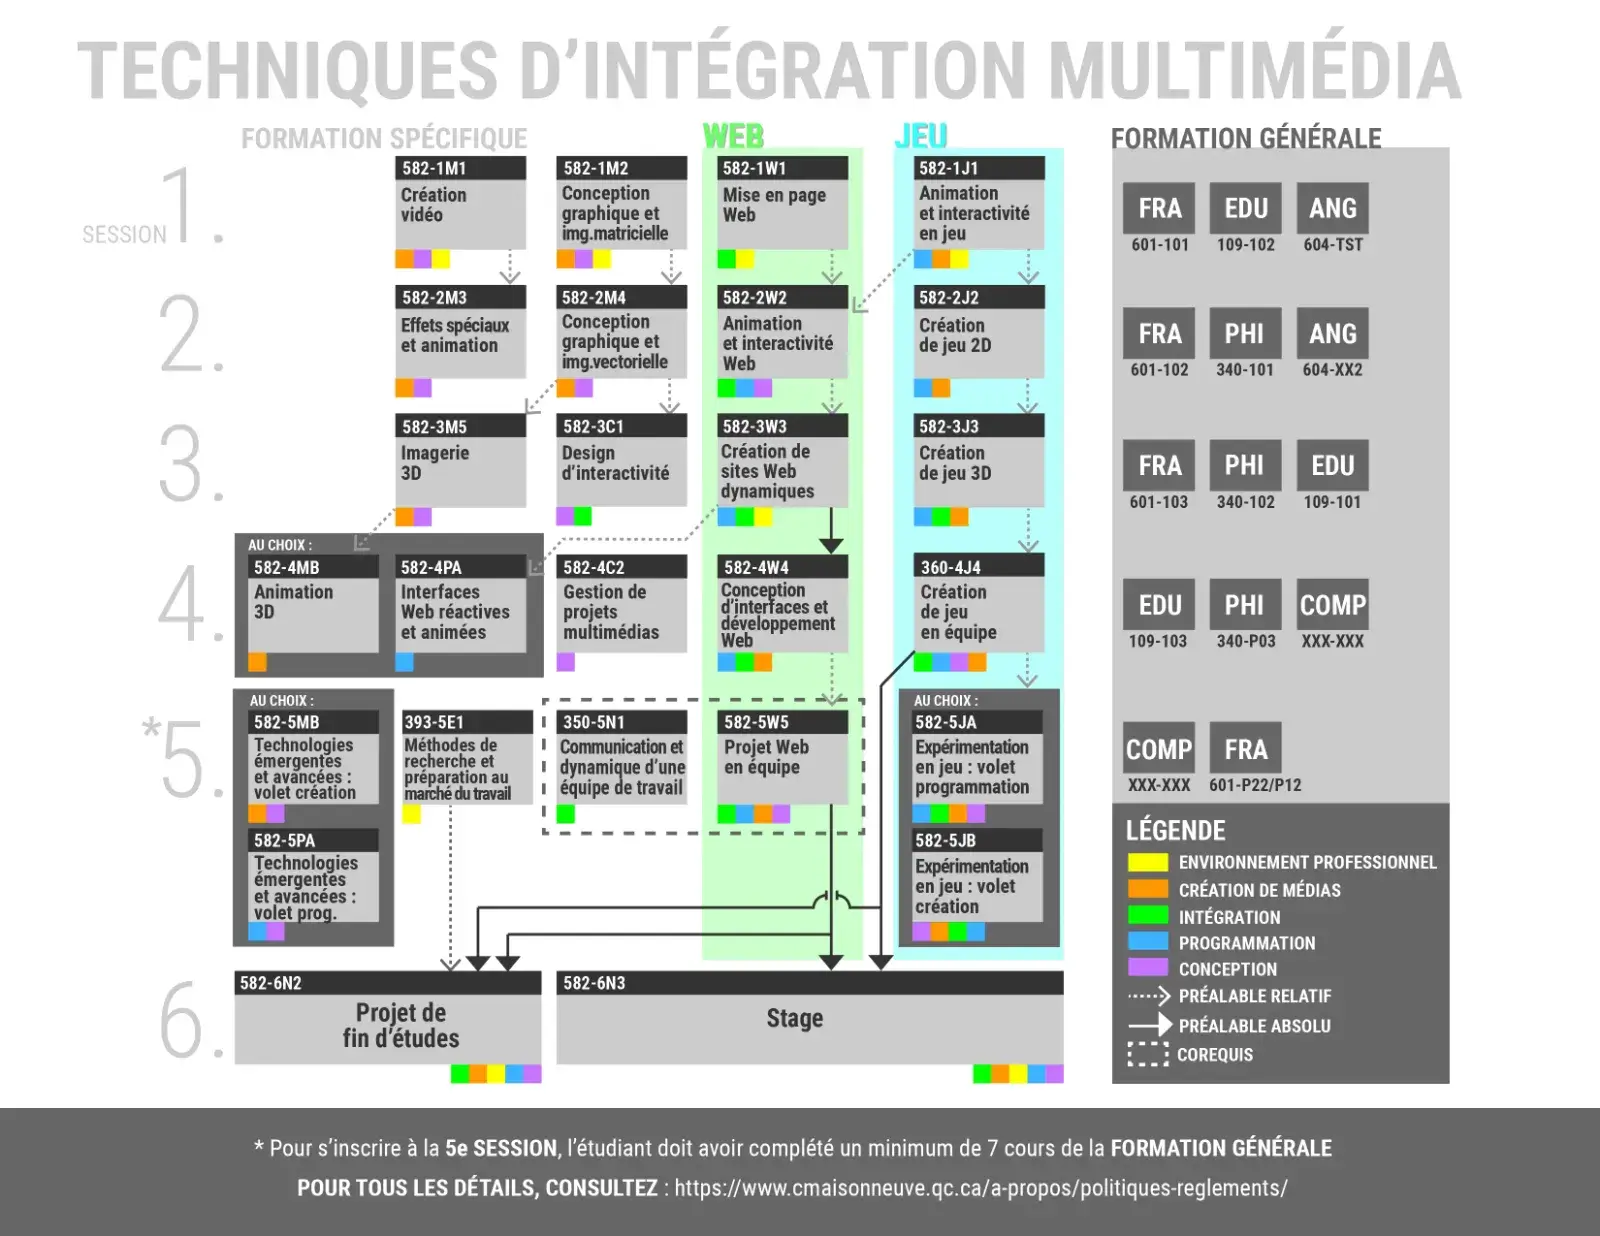 TECHNIQUES D'INTÉGRATION MULTIMÉDIA
FORMATION SPÉCIFIQUE
WEB
JEU
FORMATION GÉNÉRALE
SESSION 1.
582-1M1
Création
vidéo
582-1M2
Conception
graphique et
img.matricielle
582-1W1
Mise en page
Web
582-1J1
Animation
et interactivité
en jeu
FRA
601-101
EDU
109-102
ANG
604-TST
2.
582-2M3
Effets spéciaux
et animation
582-2M4
Conception
graphique et
img.vectorielle
582-2W2
Animation
et interactivité
Web
582-2J2
Création
de jeu 2D
FRA
601-102
PHI
340-101
ANG
604-XX2
3.
582-3M5
Imagerie
3D
582-3C1
Design
d'interactivité
582-3W3
Création de
sites Web
dynamiques
582-3J3
Création
de jeu 3D
FRA
601-103
PHI
340-102
EDU
109-101
4.
AU CHOIX :
582-4MB
Animation
3D
582-4PA
Interfaces
Web réactives
et animées
582-4C2
Gestion de
projets
multimédias
582-4W4
Conception
d'interfaces et
développement
Web
360-4J4
Création
de jeu
en équipe
EDU
109-103
PHI
340-P03
COMP
XXX-XXX
*5.
AU CHOIX :
582-5MB
Technologies
émergentes
et avancées :
volet création
582-5PA
Technologies
émergentes
et avancées :
volet prog.
393-5E1
Méthodes de
recherche et
préparation au
marché du travail
350-5N1
Communication et
dynamique d'une
équipe de travail
582-5W5
Projet Web
en équipe
AU CHOIX :
582-5JA
Expérimentation
en jeu : volet
programmation
582-5JB
Expérimentation
en jeu : volet
création
COMP
XXX-XXX
FRA
601-P22/P12
6.
582-6N2
Projet de
fin d'études
582-6N3
Stage
LÉGENDE
ENVIRONNEMENT PROFESSIONNEL
CRÉATION DE MÉDIAS
INTÉGRATION
PROGRAMMATION
CONCEPTION
PRÉALABLE RELATIF
PRÉALABLE ABSOLU
COREQUIS
* Pour s'inscrire à la 5e SESSION, l'étudiant doit avoir complété un minimum de 7 cours de la FORMATION GÉNÉRALE
POUR TOUS LES DÉTAILS, CONSULTEZ : https://www.cmaisonneuve.qc.ca/a-propos/politiques-reglements/